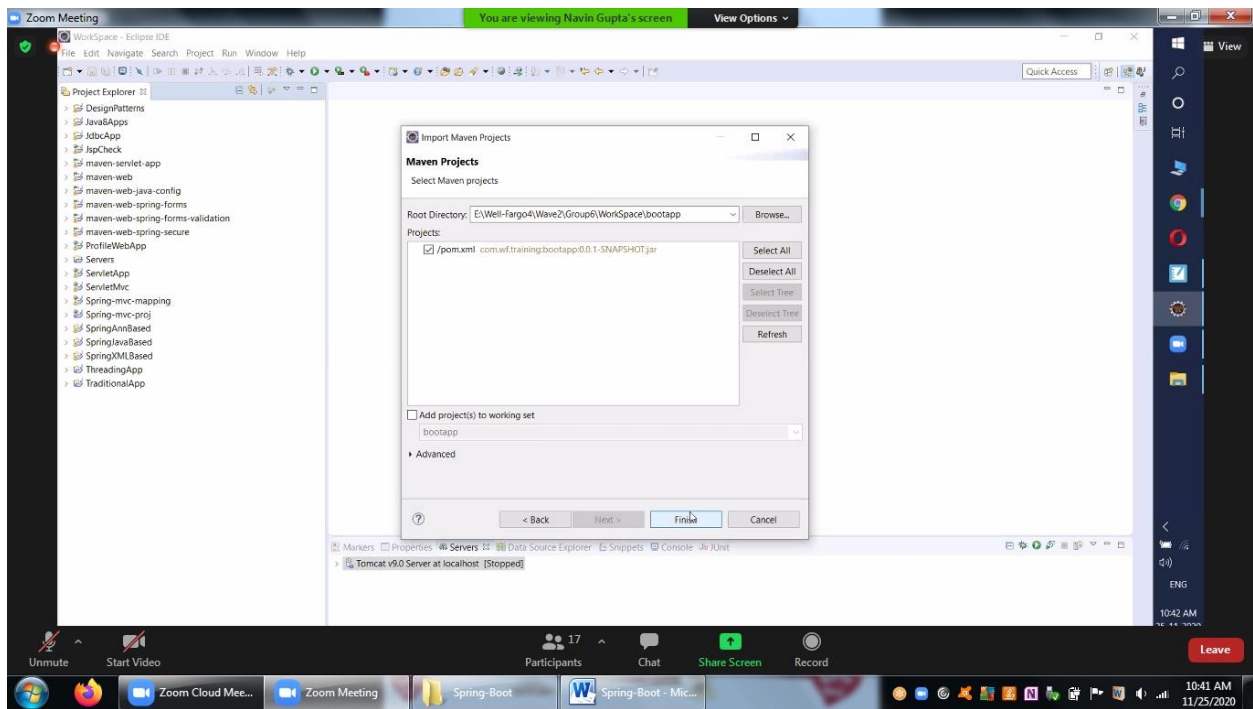 Zoom Meeting
You are viewing Navin Gupta's screen
View Options
View
WorkSpace - Eclipse IDE
File Edit Navigate Search Project Run Window Help
Quick Access
Project Explorer
DesignPatterns
Java8Apps
JdbcApp
JspCheck
maven-servlet-app
maven-web
maven-web-java-config
maven-web-spring-forms
maven-web-spring-forms-validation
maven-web-spring-secure
ProfileWebApp
Servers
ServletApp
ServletMvc
Spring-mvc-mapping
Spring-mvc-proj
SpringAnnBased
SpringJavaBased
SpringXMLBased
ThreadingApp
TraditionalApp
Import Maven Projects
Maven Projects
Select Maven projects
Root Directory: E:\Well-Fargo4\Wave2\Group6\WorkSpace\bootapp Browse...
Projects:
/pom.xml com.wf.training:bootapp:0.0.1-SNAPSHOT:jar
Select All
Deselect All
Select Tree
Deselect Tree
Refresh
Add project(s) to working set
bootapp
Advanced
< Back Next > Finish Cancel
Markers Properties Servers Data Source Explorer Snippets Console JUnit
Tomcat v9.0 Server at localhost [Stopped]
ENG
10:42 AM
Unmute Start Video Participants 17 Chat Share Screen Record Leave
Zoom Cloud Mee... Zoom Meeting Spring-Boot Spring-Boot - Mic...
10:41 AM
11/25/2020